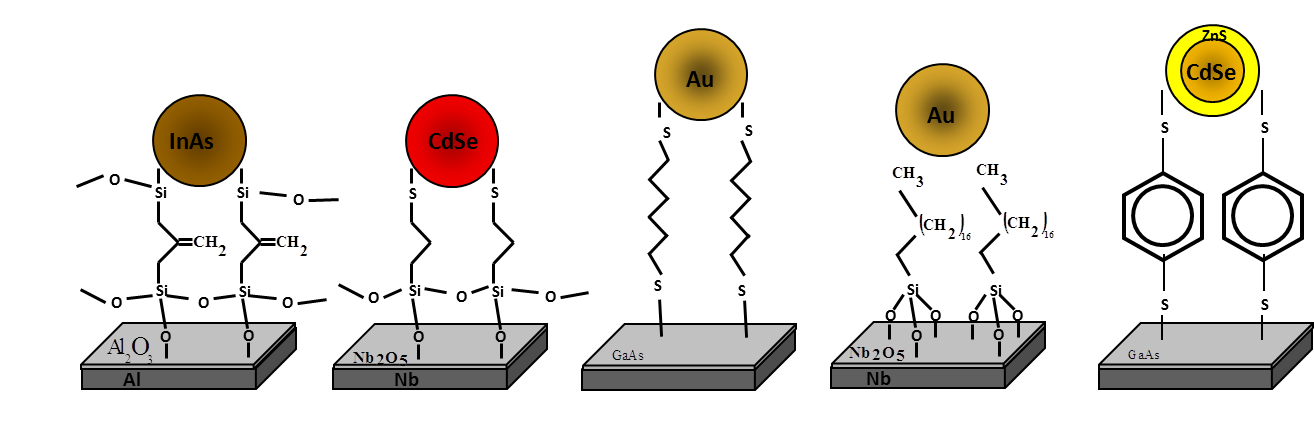 InAs
O
Si
Si
O
=CH2
=CH2
O
Si
O
Si
O
O
O
Al2O3
Al
CdSe
S
S
O
Si
O
Si
O
O
O
Nb2O5
Nb
Au
S
S
S
S
GaAs
Au
CH3
CH3
(CH2)16
(CH2)16
Si
Si
O
O
O
O
O
O
Nb2O5
Nb
ZnS
CdSe
S
S
S
S
GaAs